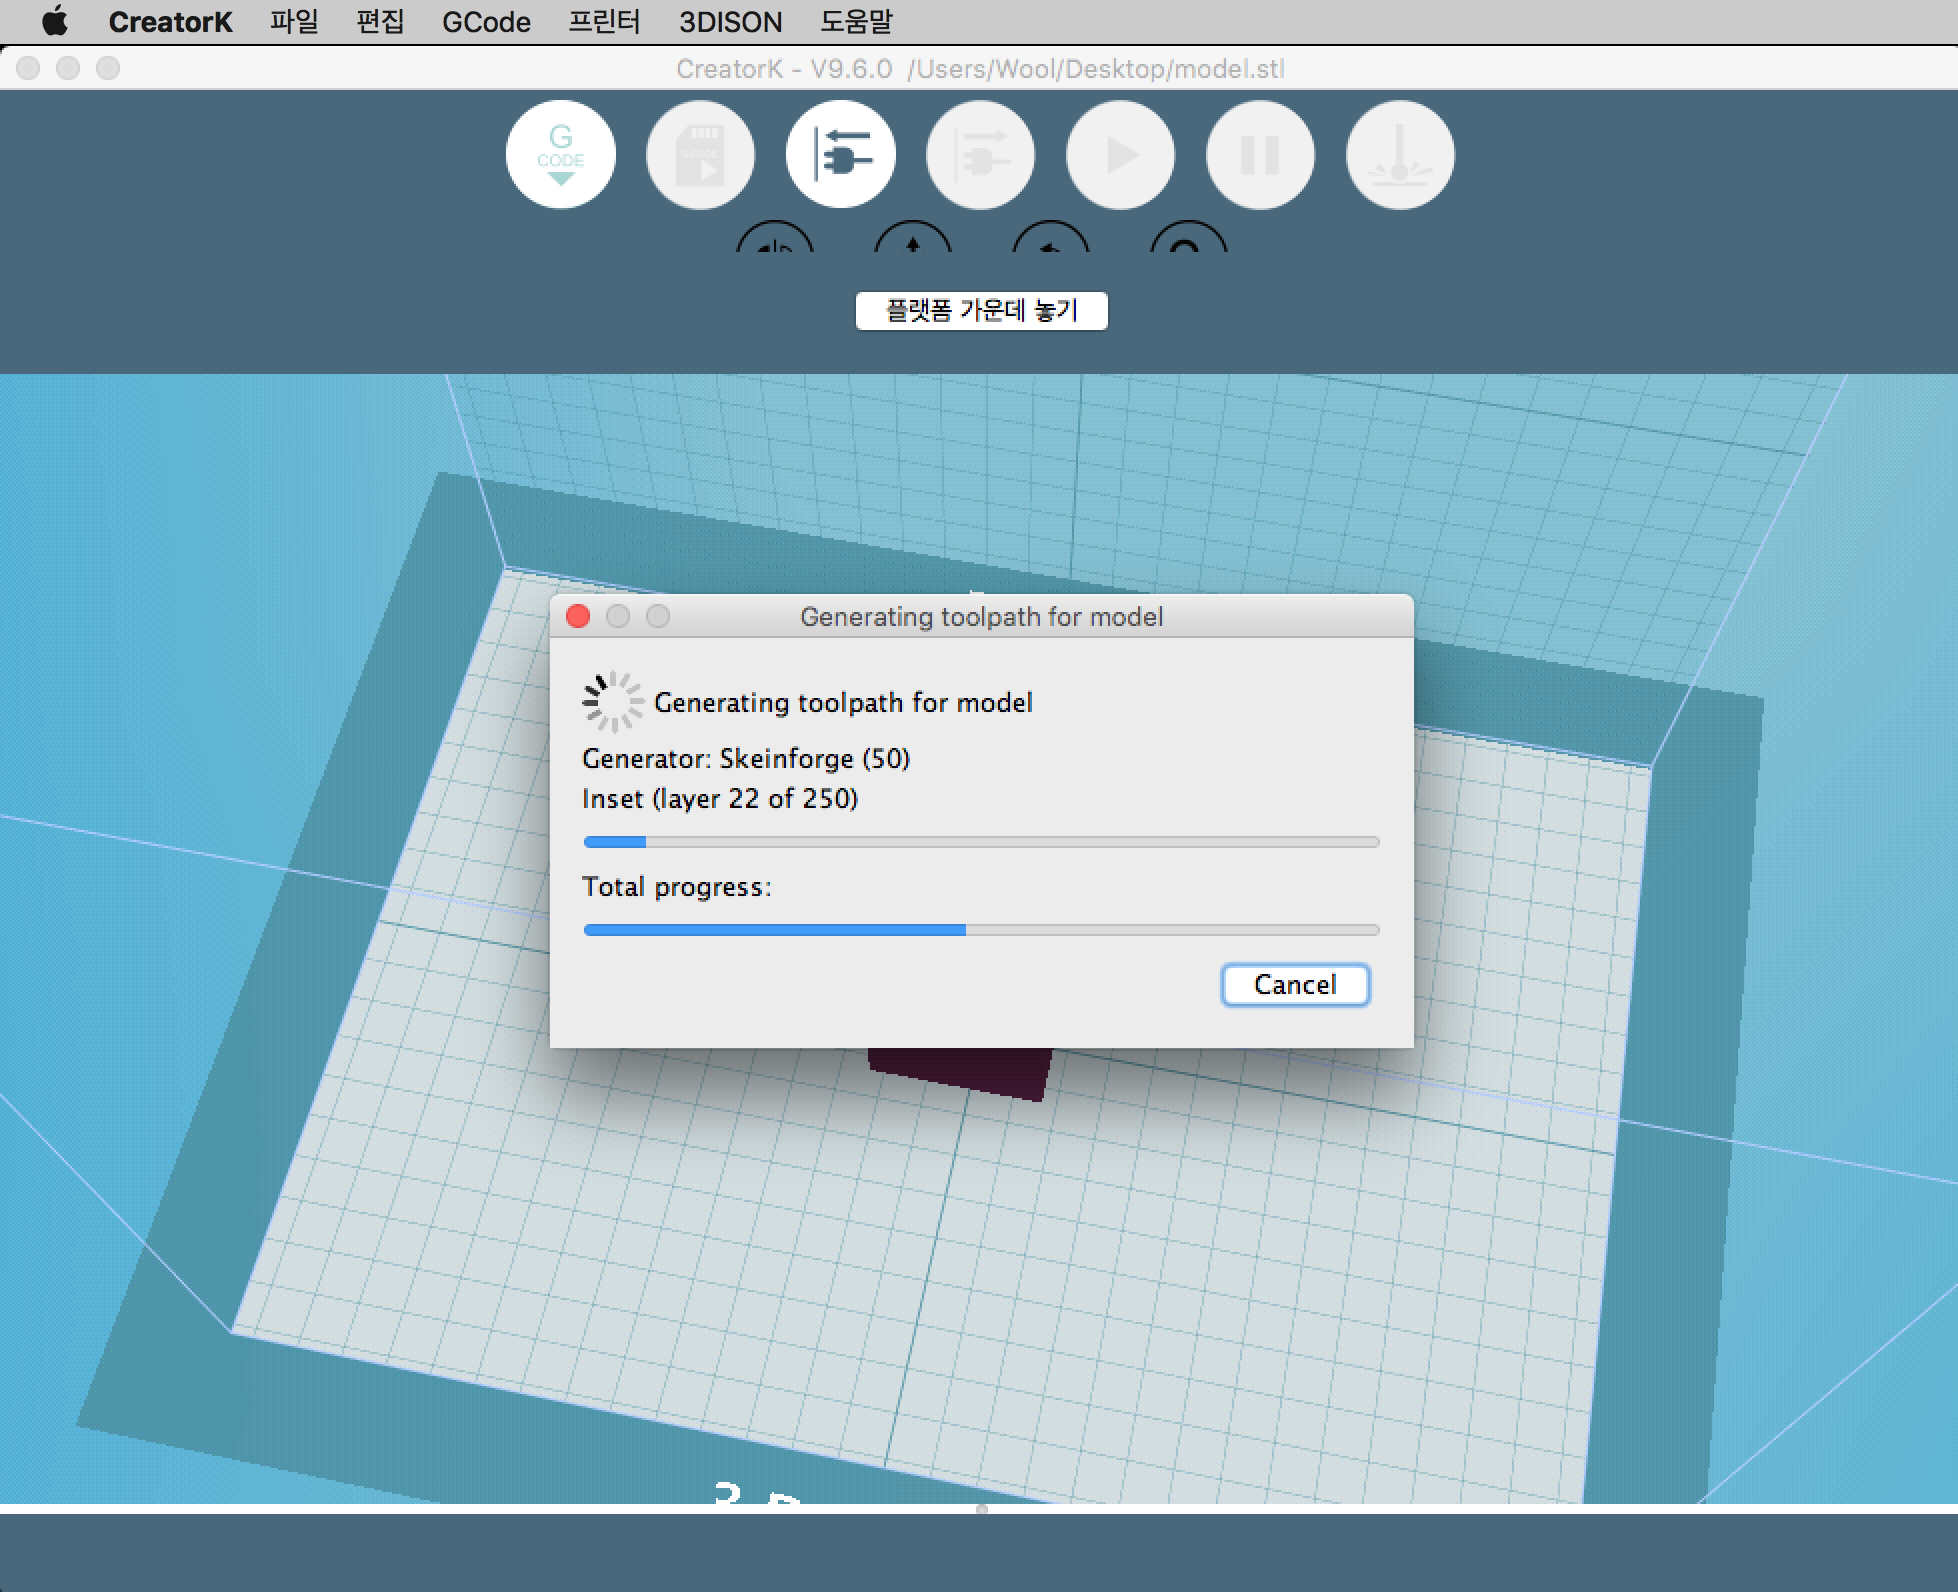 CreatorK 파일 편집 GCode 프린터 3DISON 도움말
CreatorK - V9.6.0 /Users/Wool/Desktop/model.stl
G
CODE
G-CODE
플랫폼 가운데 놓기
Generating toolpath for model
Generating toolpath for model
Generator: Skeinforge (50)
Inset (layer 22 of 250)
Total progress:
Cancel